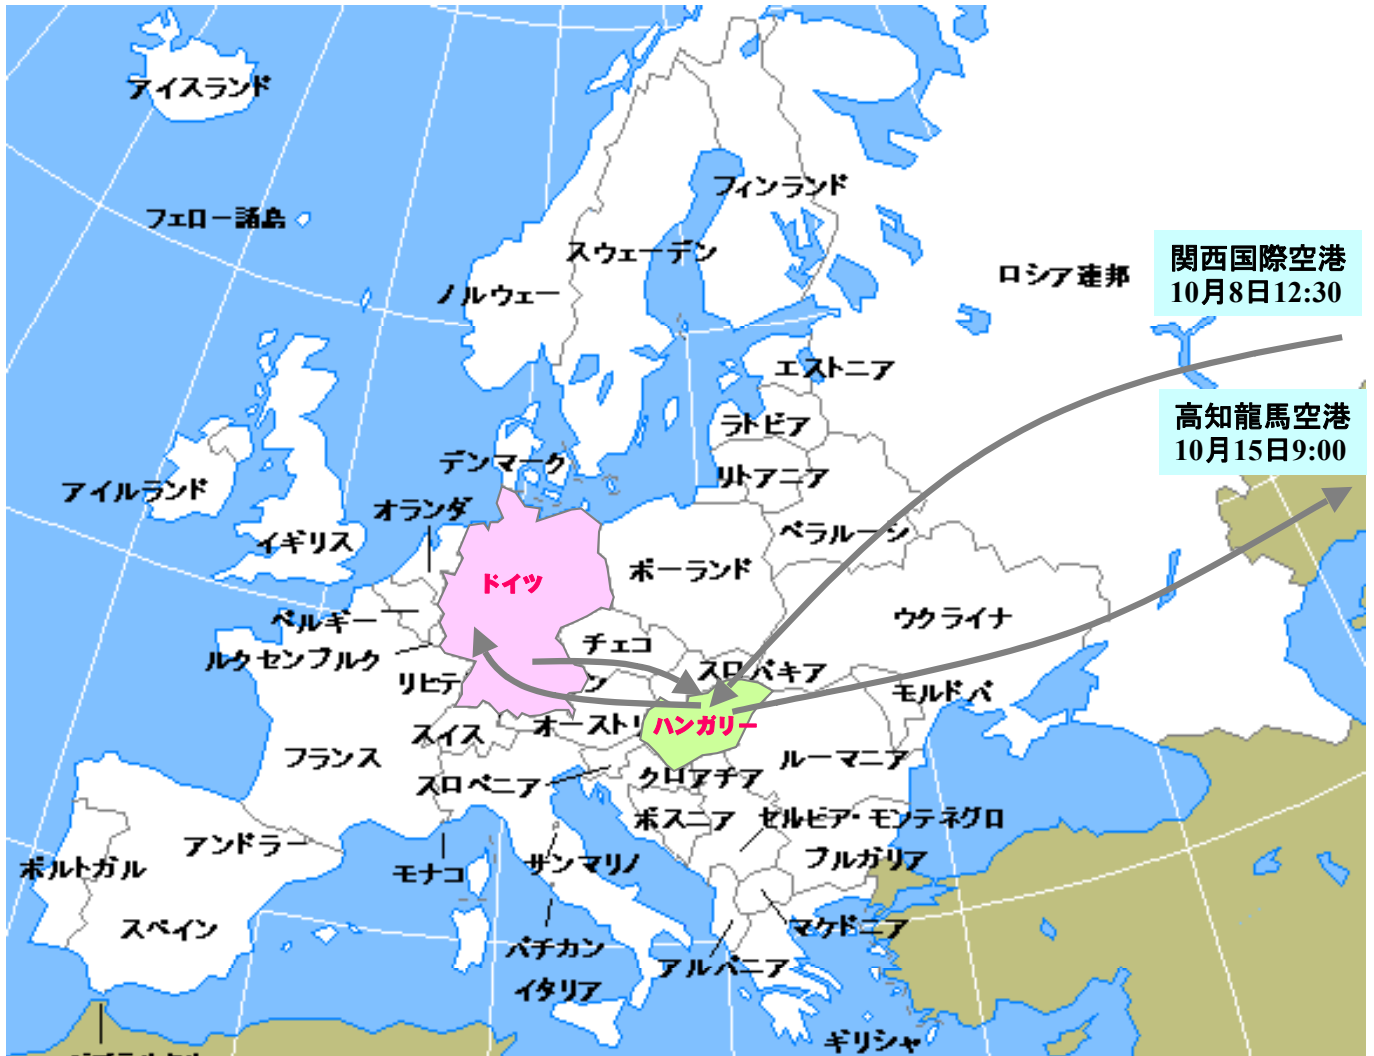 アイスランド
フェロー諸島
フィンランド
スウェーデン
ノルウェー
ロシア連邦
関西国際空港
10月8日12:30
エストニア
高知龍馬空港
10月15日9:00
ラトビア
デンマーク
リトアニア
アイルランド
オランダ
イギリス
ベラルーシ
ポーランド
ドイツ
ベルギー
ウクライナ
チェコ
ルクセンブルク
スロバキア
リヒテ
ン
モルドバ
スイス
オーストリ
ハンガリー
フランス
ルーマニア
スロベニア
クロアチア
ボスニア
セルビア・モンテネグロ
アンドラー
ブルガリア
ポルトガル
モナコ
サンマリノ
スペイン
マケドニア
バチカン
アルバニア
イタリア
ギリシャ